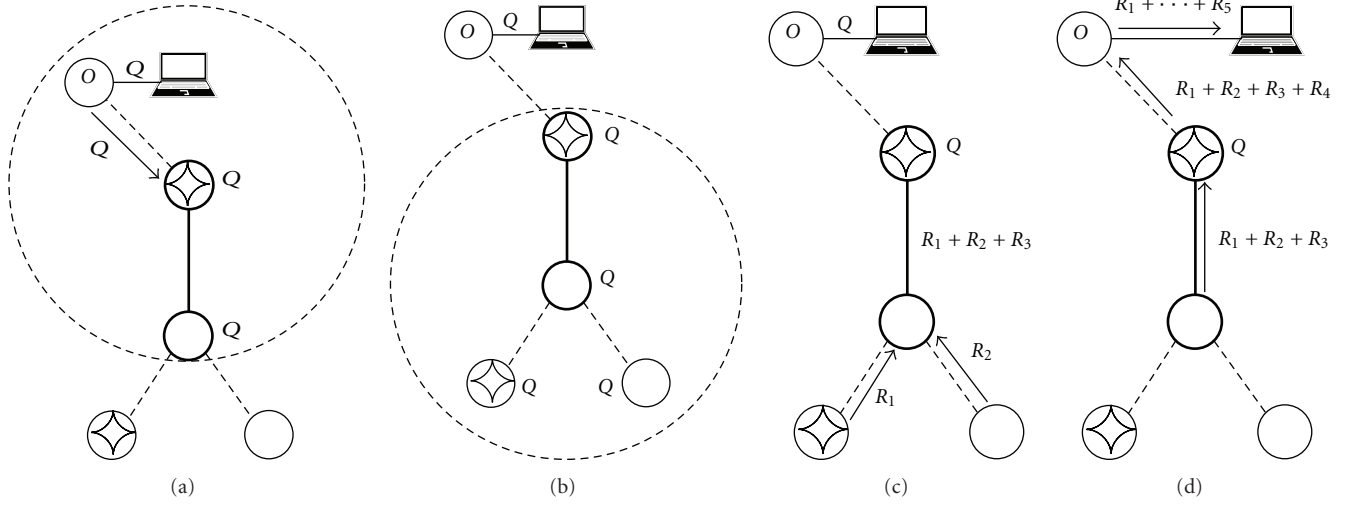 O
Q
Q
Q
Q
(a)
O
Q
Q
Q
Q
Q
(b)
O
Q
Q
R₁ + R₂ + R₃
R₂
R₁
(c)
R₁ + · · · + R₅
O
R₁ + R₂ + R₃ + R₄
Q
R₁ + R₂ + R₃
(d)